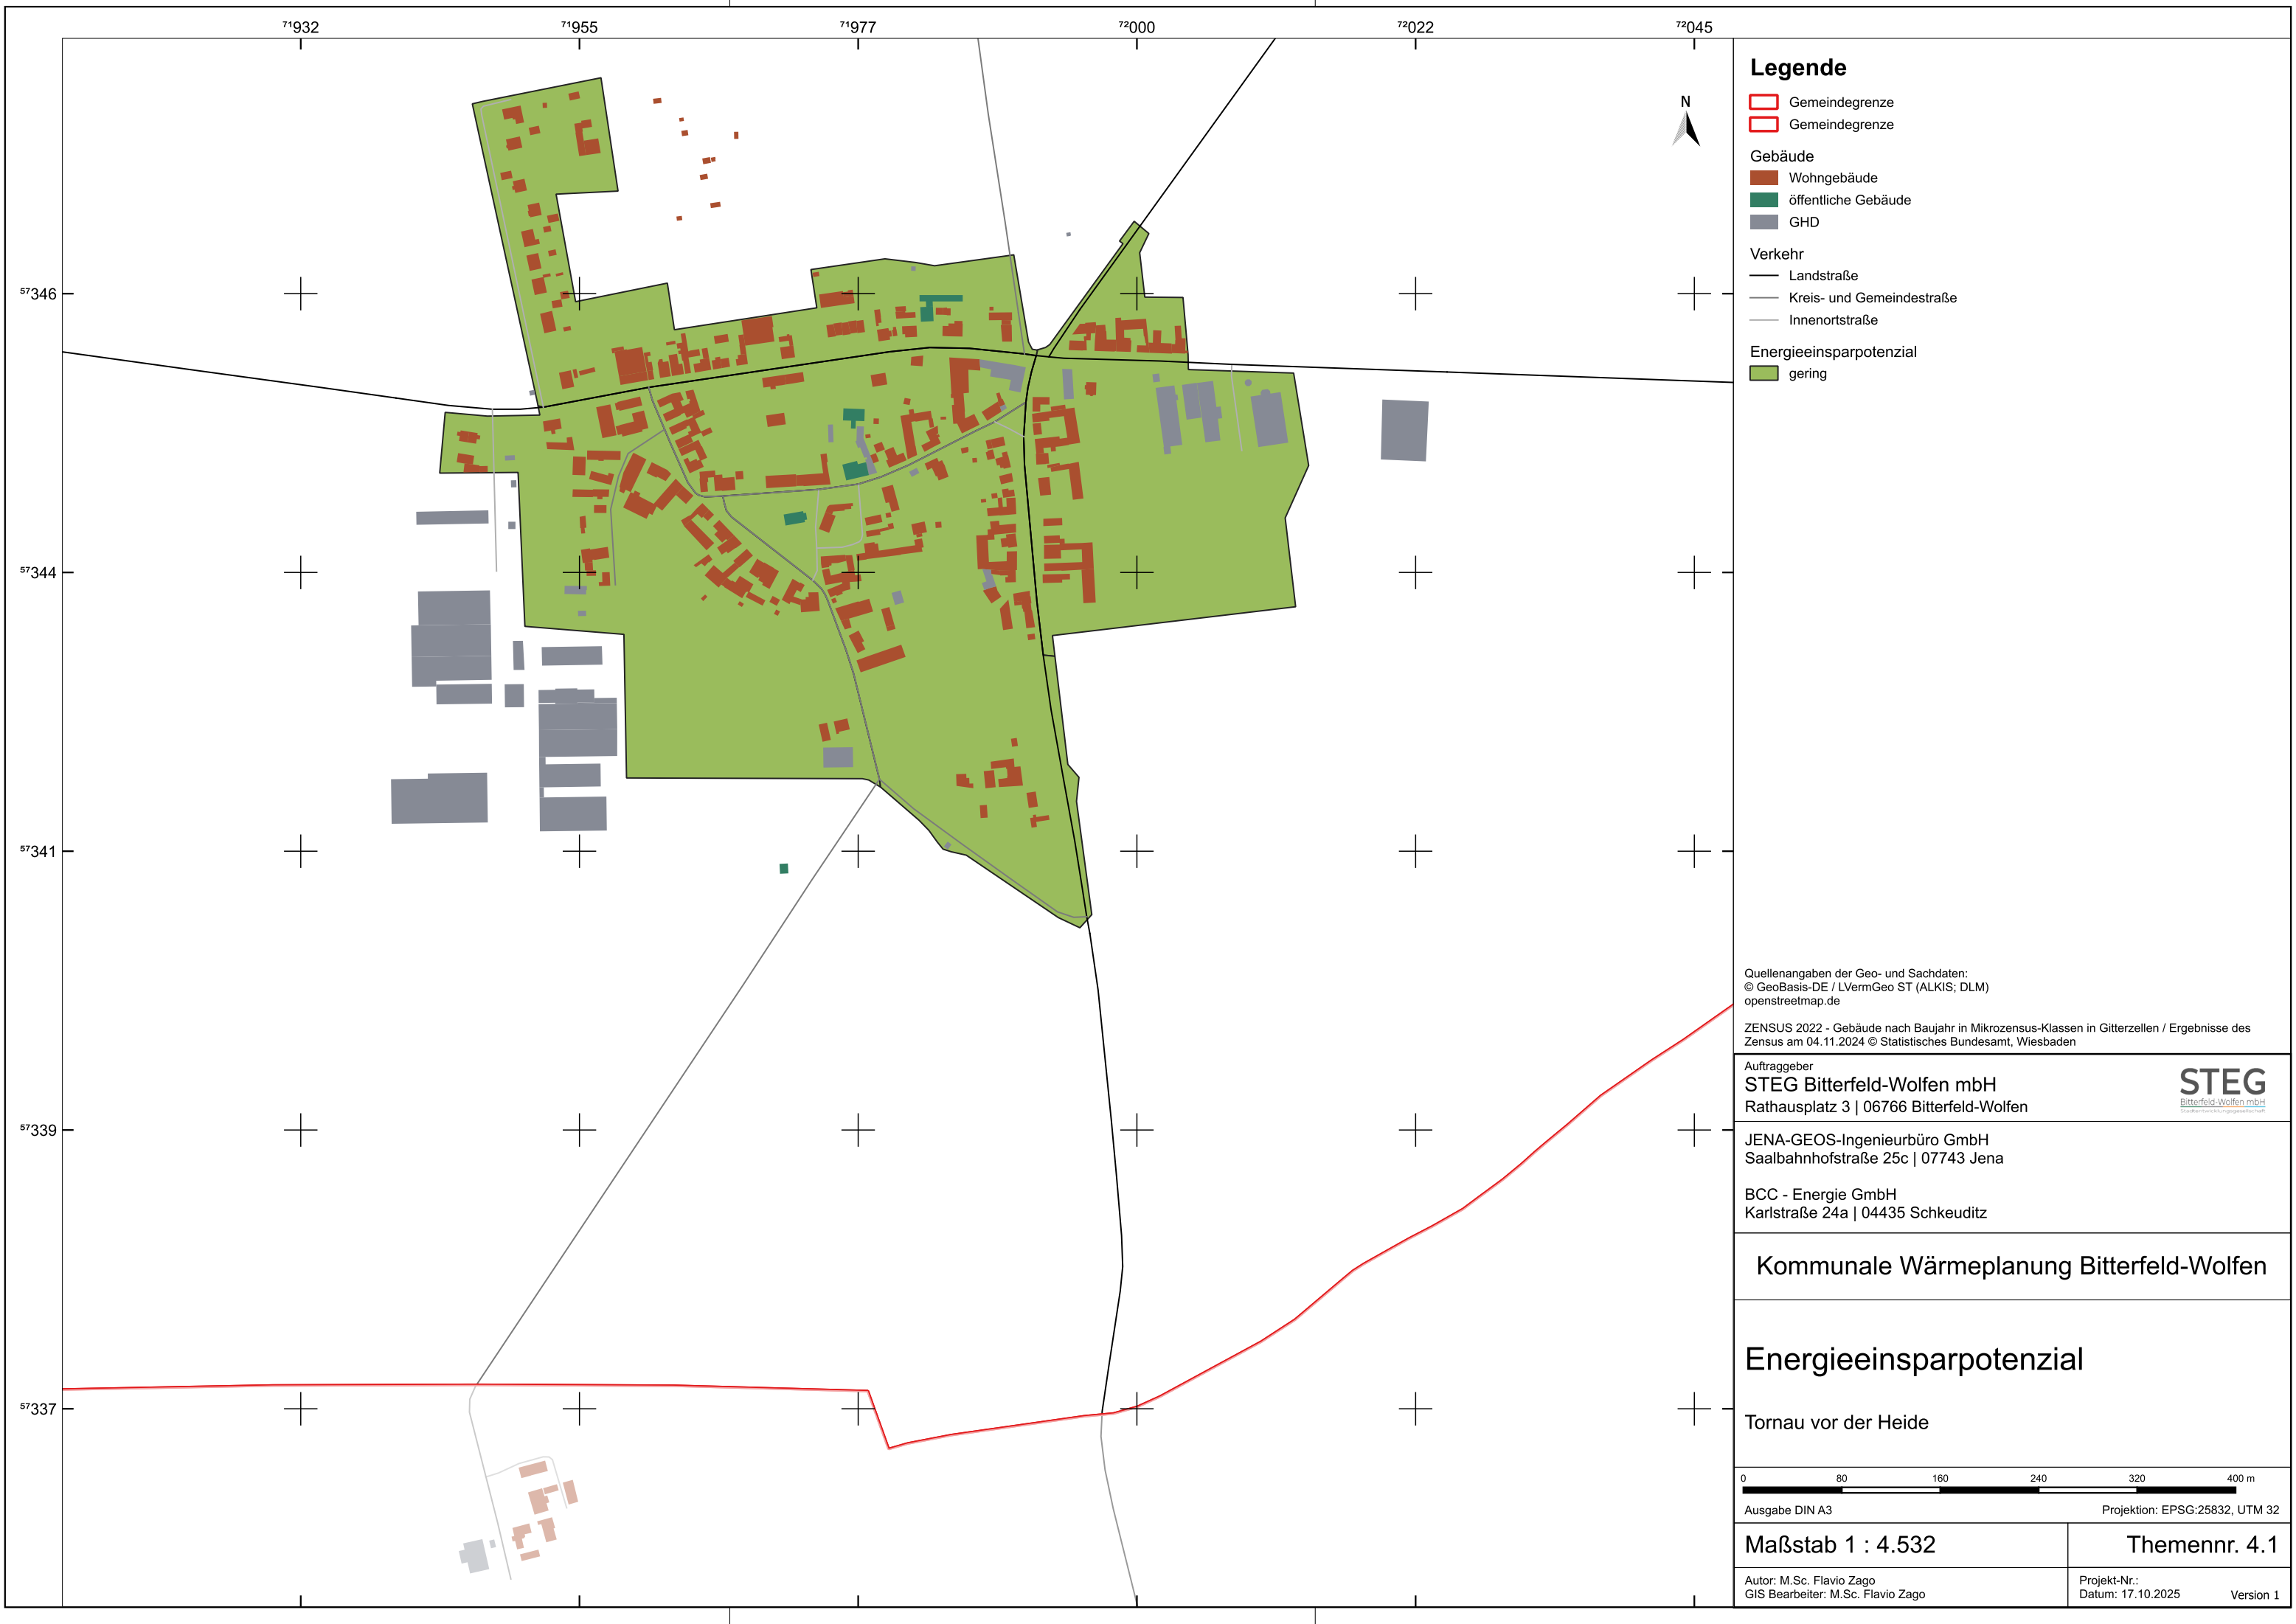 ⁷¹932 ⁷¹955 ⁷¹977 ⁷²000 ⁷²022 ⁷²045
⁵⁷346
⁵⁷344
⁵⁷341
⁵⁷339
⁵⁷337
N
Legende
Gemeindegrenze
Gemeindegrenze
Gebäude
Wohngebäude
öffentliche Gebäude
GHD
Verkehr
Landstraße
Kreis- und Gemeindestraße
Innenortstraße
Energieeinsparpotenzial
gering
Quellenangaben der Geo- und Sachdaten:
© GeoBasis-DE / LVermGeo ST (ALKIS; DLM)
openstreetmap.de
ZENSUS 2022 - Gebäude nach Baujahr in Mikrozensus-Klassen in Gitterzellen / Ergebnisse des
Zensus am 04.11.2024 © Statistisches Bundesamt, Wiesbaden
Auftraggeber
STEG Bitterfeld-Wolfen mbH
Rathausplatz 3 | 06766 Bitterfeld-Wolfen
STEG
Bitterfeld-Wolfen mbH
Stadtentwicklungsgesellschaft
JENA-GEOS-Ingenieurbüro GmbH
Saalbahnhofstraße 25c | 07743 Jena
BCC - Energie GmbH
Karlstraße 24a | 04435 Schkeuditz
Kommunale Wärmeplanung Bitterfeld-Wolfen
Energieeinsparpotenzial
Tornau vor der Heide
0 80 160 240 320 400 m
Ausgabe DIN A3 Projektion: EPSG:25832, UTM 32
Maßstab 1 : 4.532 Themennr. 4.1
Autor: M.Sc. Flavio Zago
GIS Bearbeiter: M.Sc. Flavio Zago
Projekt-Nr.:
Datum: 17.10.2025 Version 1